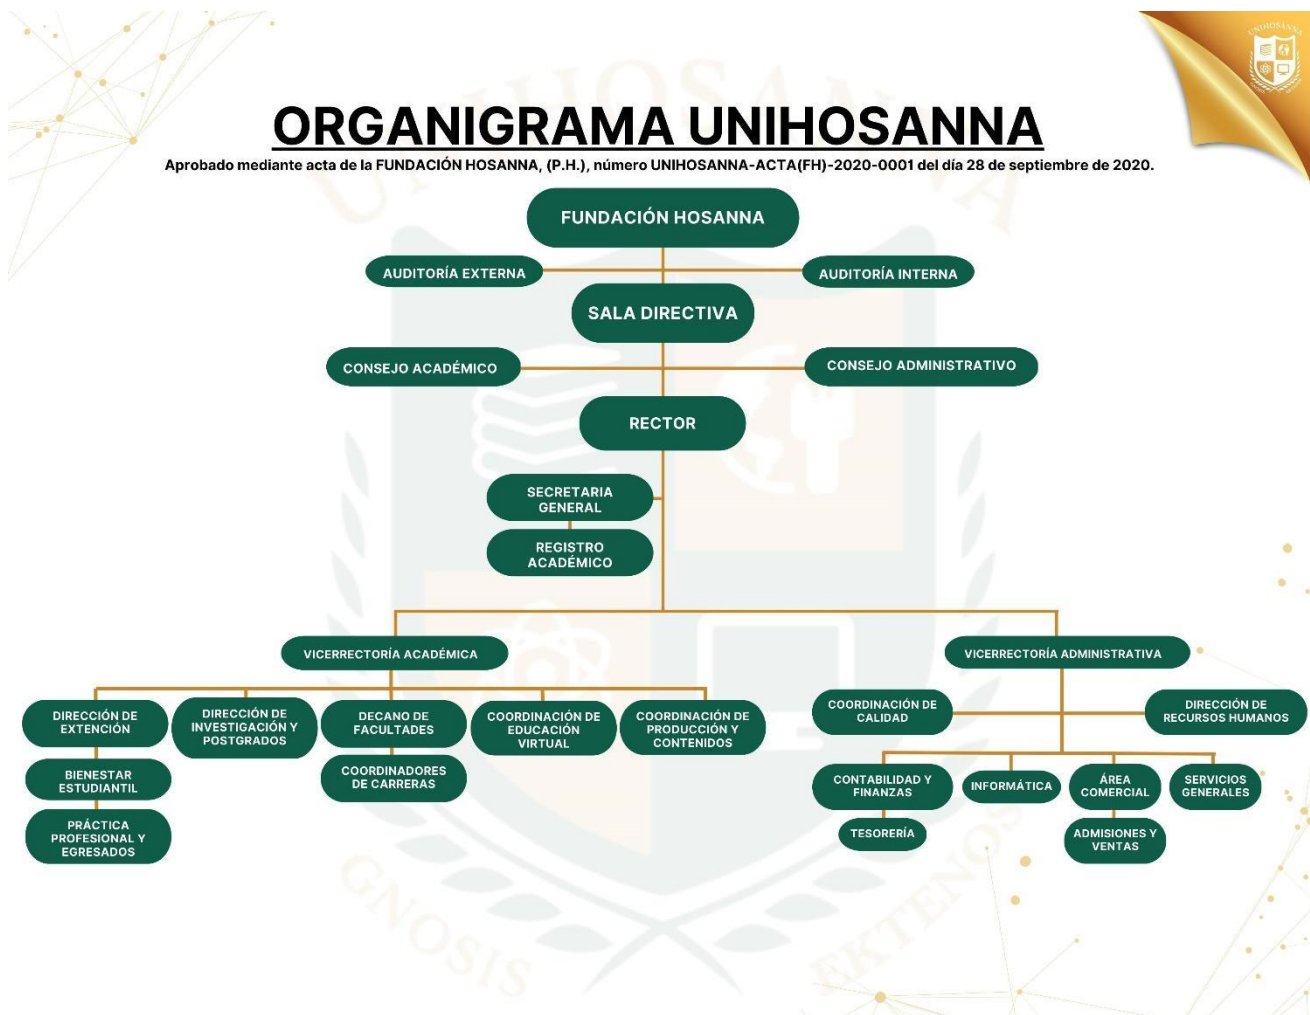 UNIHOSANNA
UNIHOSANNA
ORGANIGRAMA UNIHOSANNA
Aprobado mediante acta de la FUNDACIÓN HOSANNA, (P.H.), número UNIHOSANNA-ACTA(FH)-2020-0001 del día 28 de septiembre de 2020.
FUNDACIÓN HOSANNA
AUDITORÍA EXTERNA
AUDITORÍA INTERNA
SALA DIRECTIVA
CONSEJO ACADÉMICO
CONSEJO ADMINISTRATIVO
RECTOR
SECRETARIA
GENERAL
REGISTRO
ACADÉMICO
VICERRECTORÍA ACADÉMICA
VICERRECTORÍA ADMINISTRATIVA
DIRECCIÓN DE
EXTENCIÓN
DIRECCIÓN DE
INVESTIGACIÓN Y
POSTGRADOS
DECANO DE
FACULTADES
COORDINACIÓN DE
EDUCACIÓN
VIRTUAL
COORDINACIÓN DE
PRODUCCIÓN Y
CONTENIDOS
COORDINACIÓN DE
CALIDAD
DIRECCIÓN DE
RECURSOS HUMANOS
BIENESTAR
ESTUDIANTIL
COORDINADORES
DE CARRERAS
CONTABILIDAD Y
FINANZAS
INFORMÁTICA
ÁREA
COMERCIAL
SERVICIOS
GENERALES
PRÁCTICA
PROFESIONAL Y
EGRESADOS
TESORERÍA
ADMISIONES Y
VENTAS
GNOSIS
EKTENOS